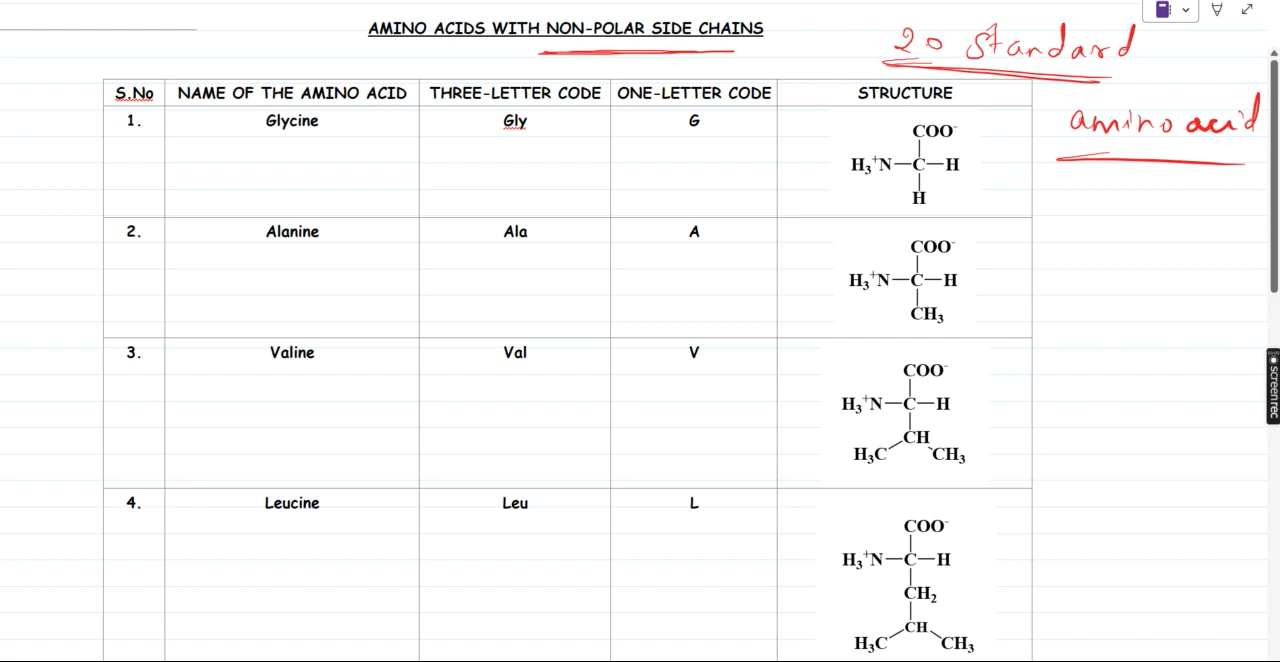 AMINO ACIDS WITH NON-POLAR SIDE CHAINS
20 Standard
amino acid
S.No NAME OF THE AMINO ACID THREE-LETTER CODE ONE-LETTER CODE STRUCTURE
1. Glycine Gly G
COO⁻
H₃⁺N—C—H
H
2. Alanine Ala A
COO⁻
H₃⁺N—C—H
CH₃
3. Valine Val V
COO⁻
H₃⁺N—C—H
CH
H₃C CH₃
4. Leucine Leu L
COO⁻
H₃⁺N—C—H
CH₂
CH
H₃C CH₃
screenrec